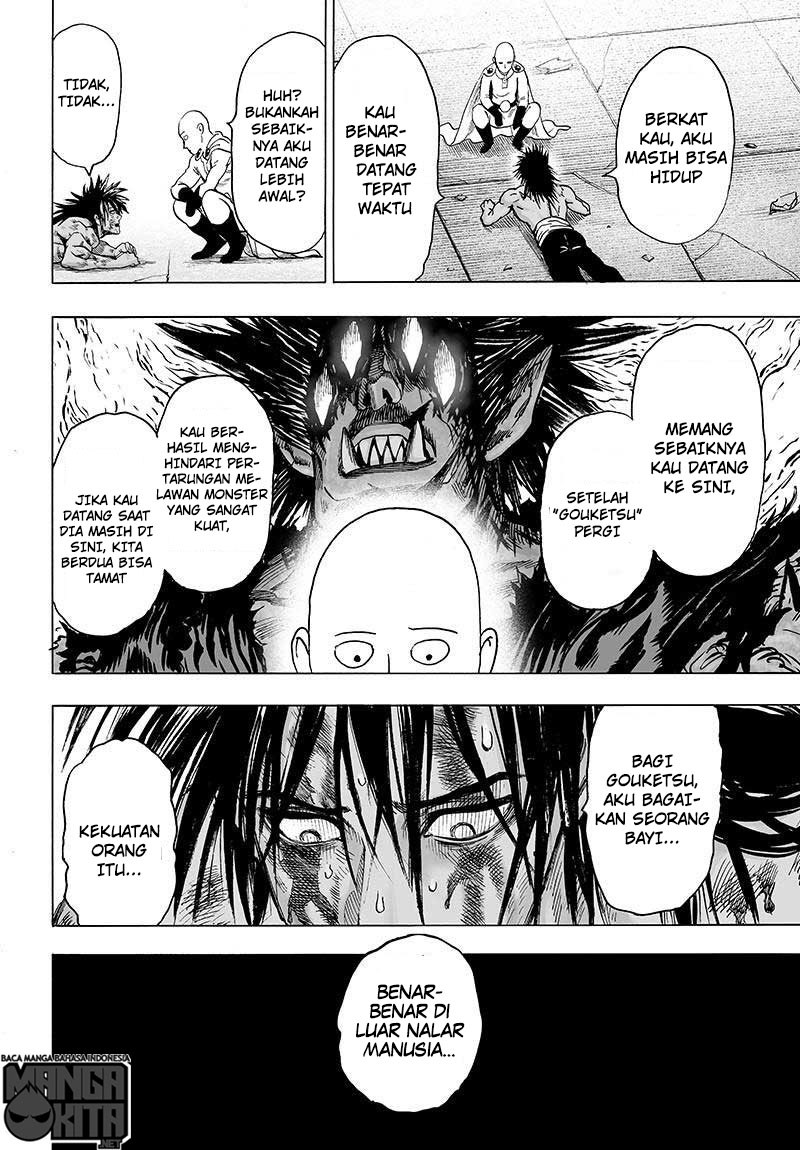 BERKAT
KAU, AKU
MASIH BISA
HIDUP
KAU
BENAR-
BENAR
DATANG
TEPAT
WAKTU
HUH?
BUKANKAH
SEBAIK-
NYA AKU
DATANG
LEBIH
AWAL?
TIDAK,
TIDAK...
MEMANG
SEBAIKNYA
KAU DATANG
KE SINI,
SETELAH
"GOUKETSU"
PERGI
KAU BER-
HASIL MENG-
HINDARI PER-
TARUNGAN ME-
LAWAN MONSTER
YANG SANGAT
KUAT,
JIKA KAU
DATANG SAAT
DIA MASIH DI
SINI, KITA
BERDUA BISA
TAMAT
BAGI
GOUKETSU,
AKU BAGAI-
KAN SEORANG
BAYI...
KEKUATAN
ORANG
ITU...
BENAR-
BENAR DI
LUAR NALAR
MANUSIA...
BACA MANGA BAHASA INDONESIA
MANGA
KITA
.NET